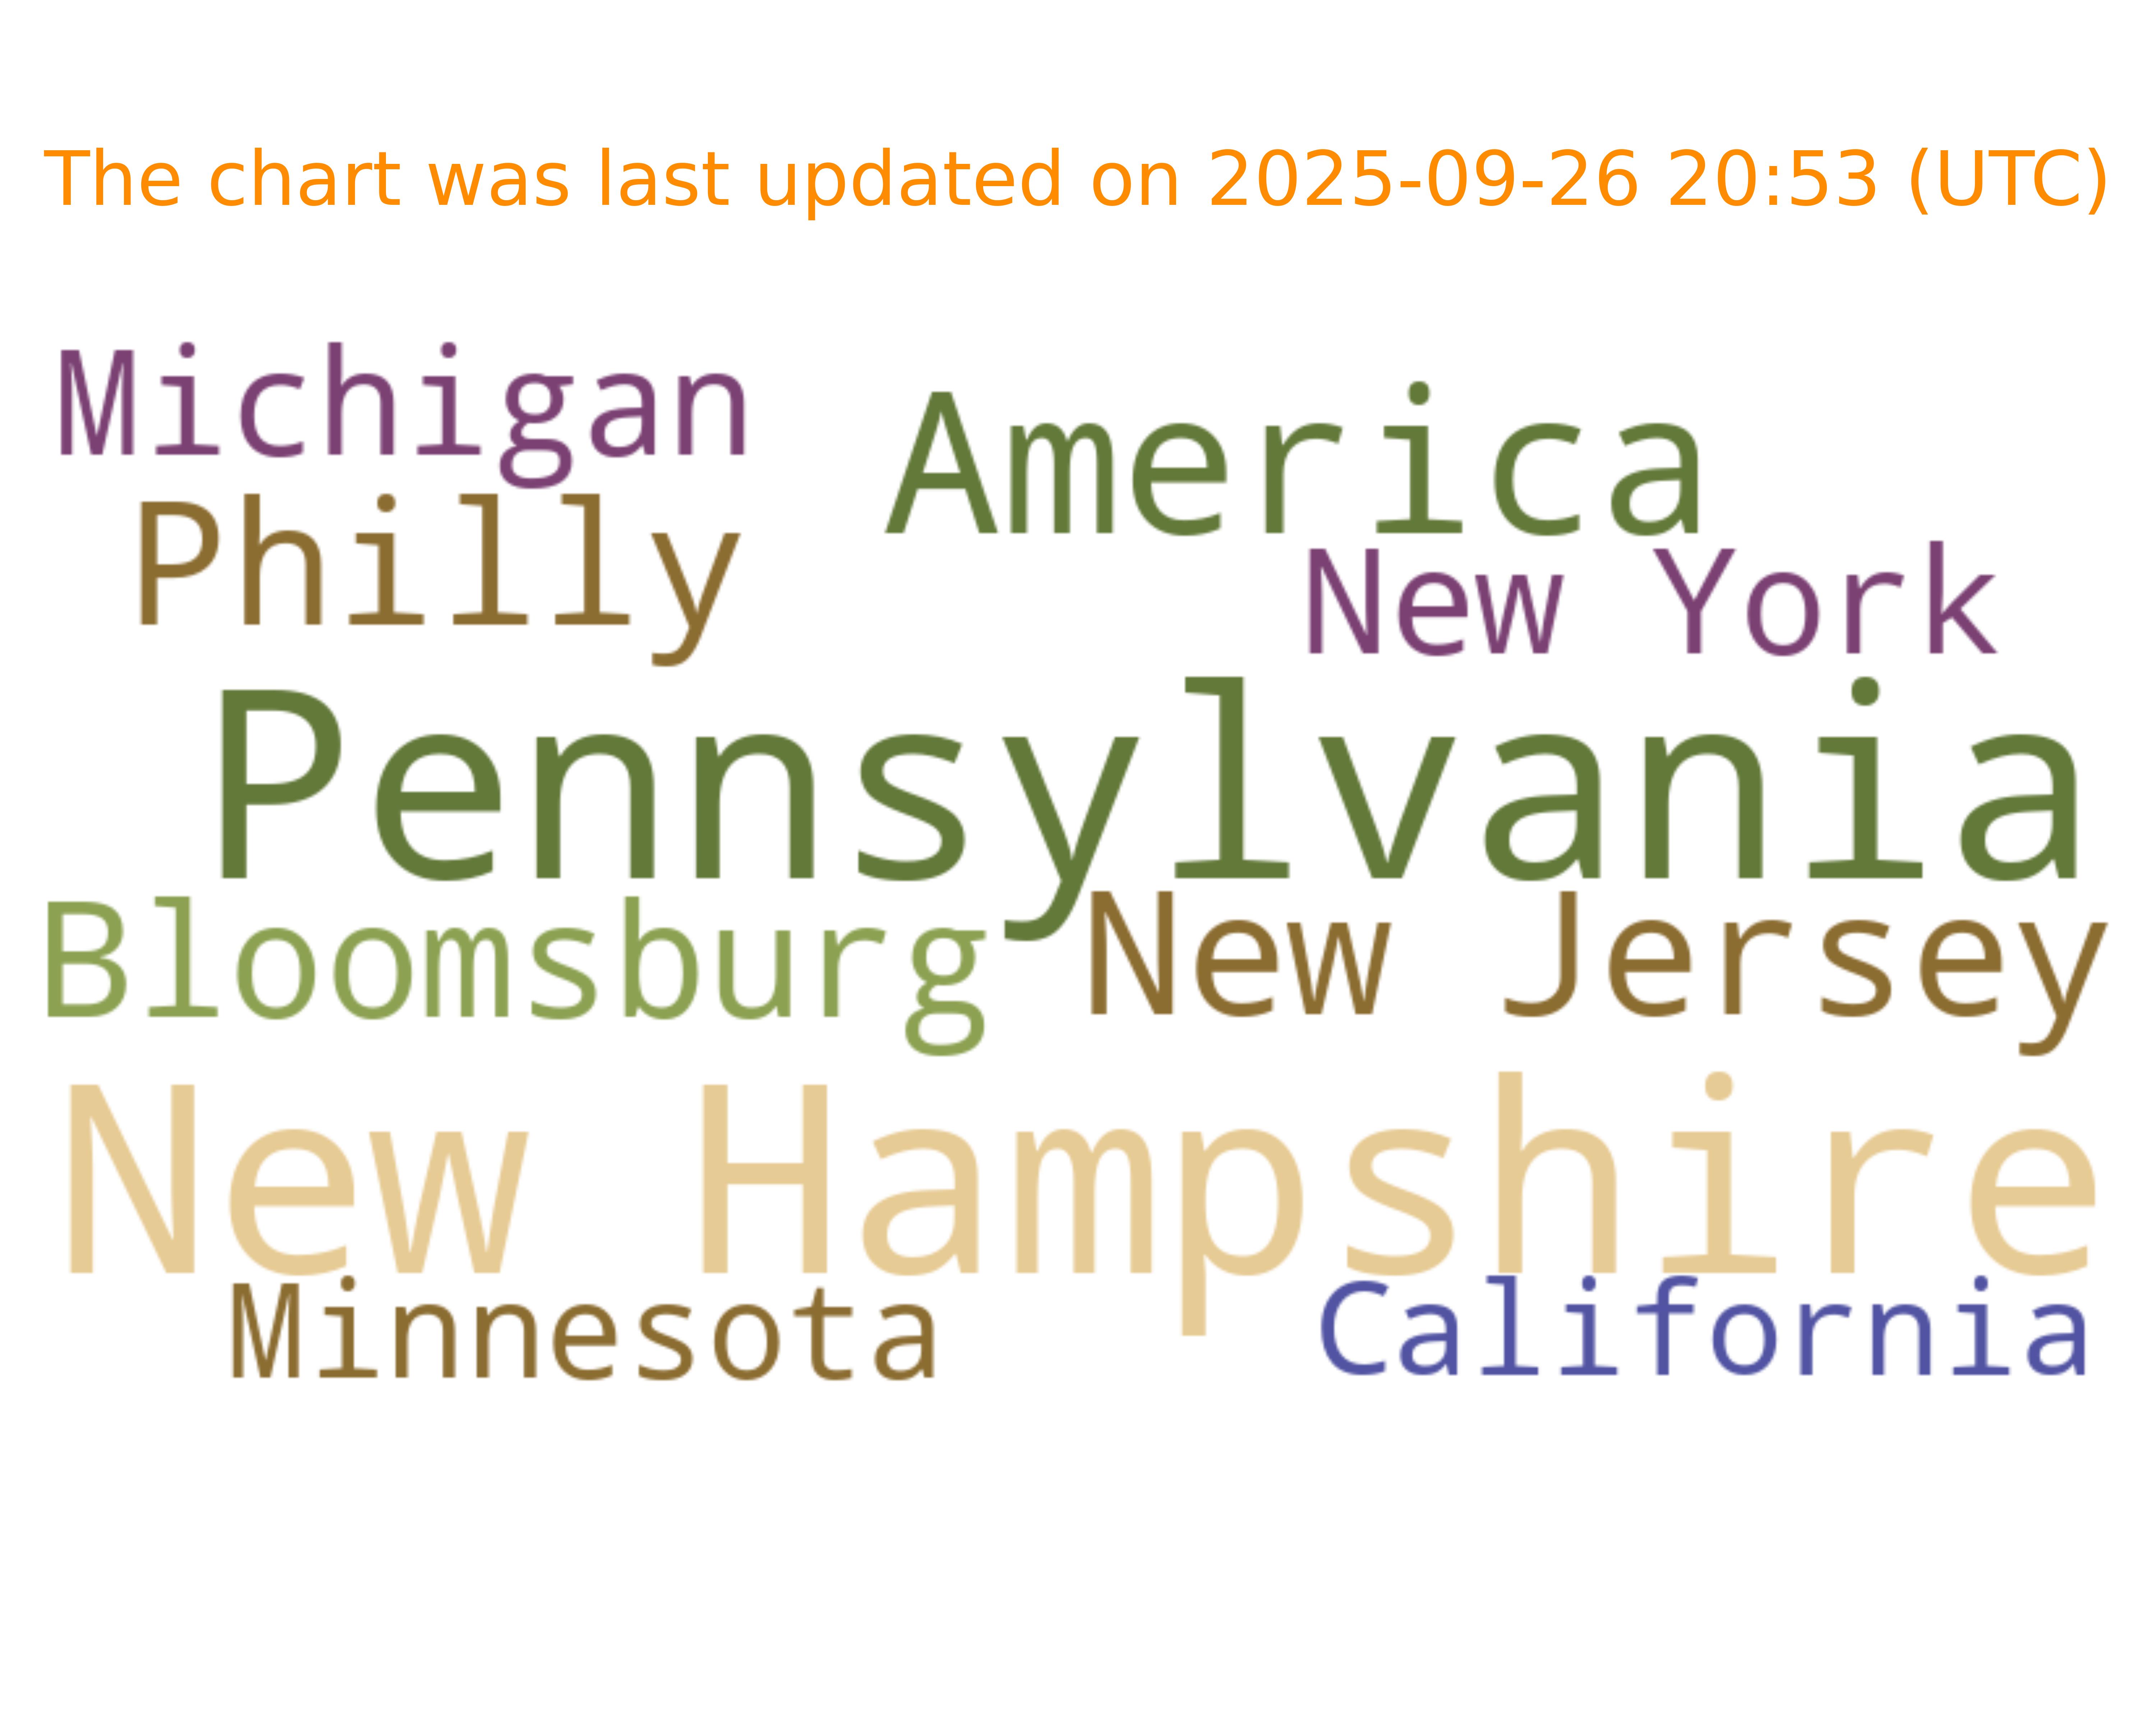 The chart was last updated on 2025-09-26 20:53 (UTC)
Michigan
America
Philly
New York
Pennsylvania
Bloomsburg
New Jersey
New Hampshire
Minnesota
California